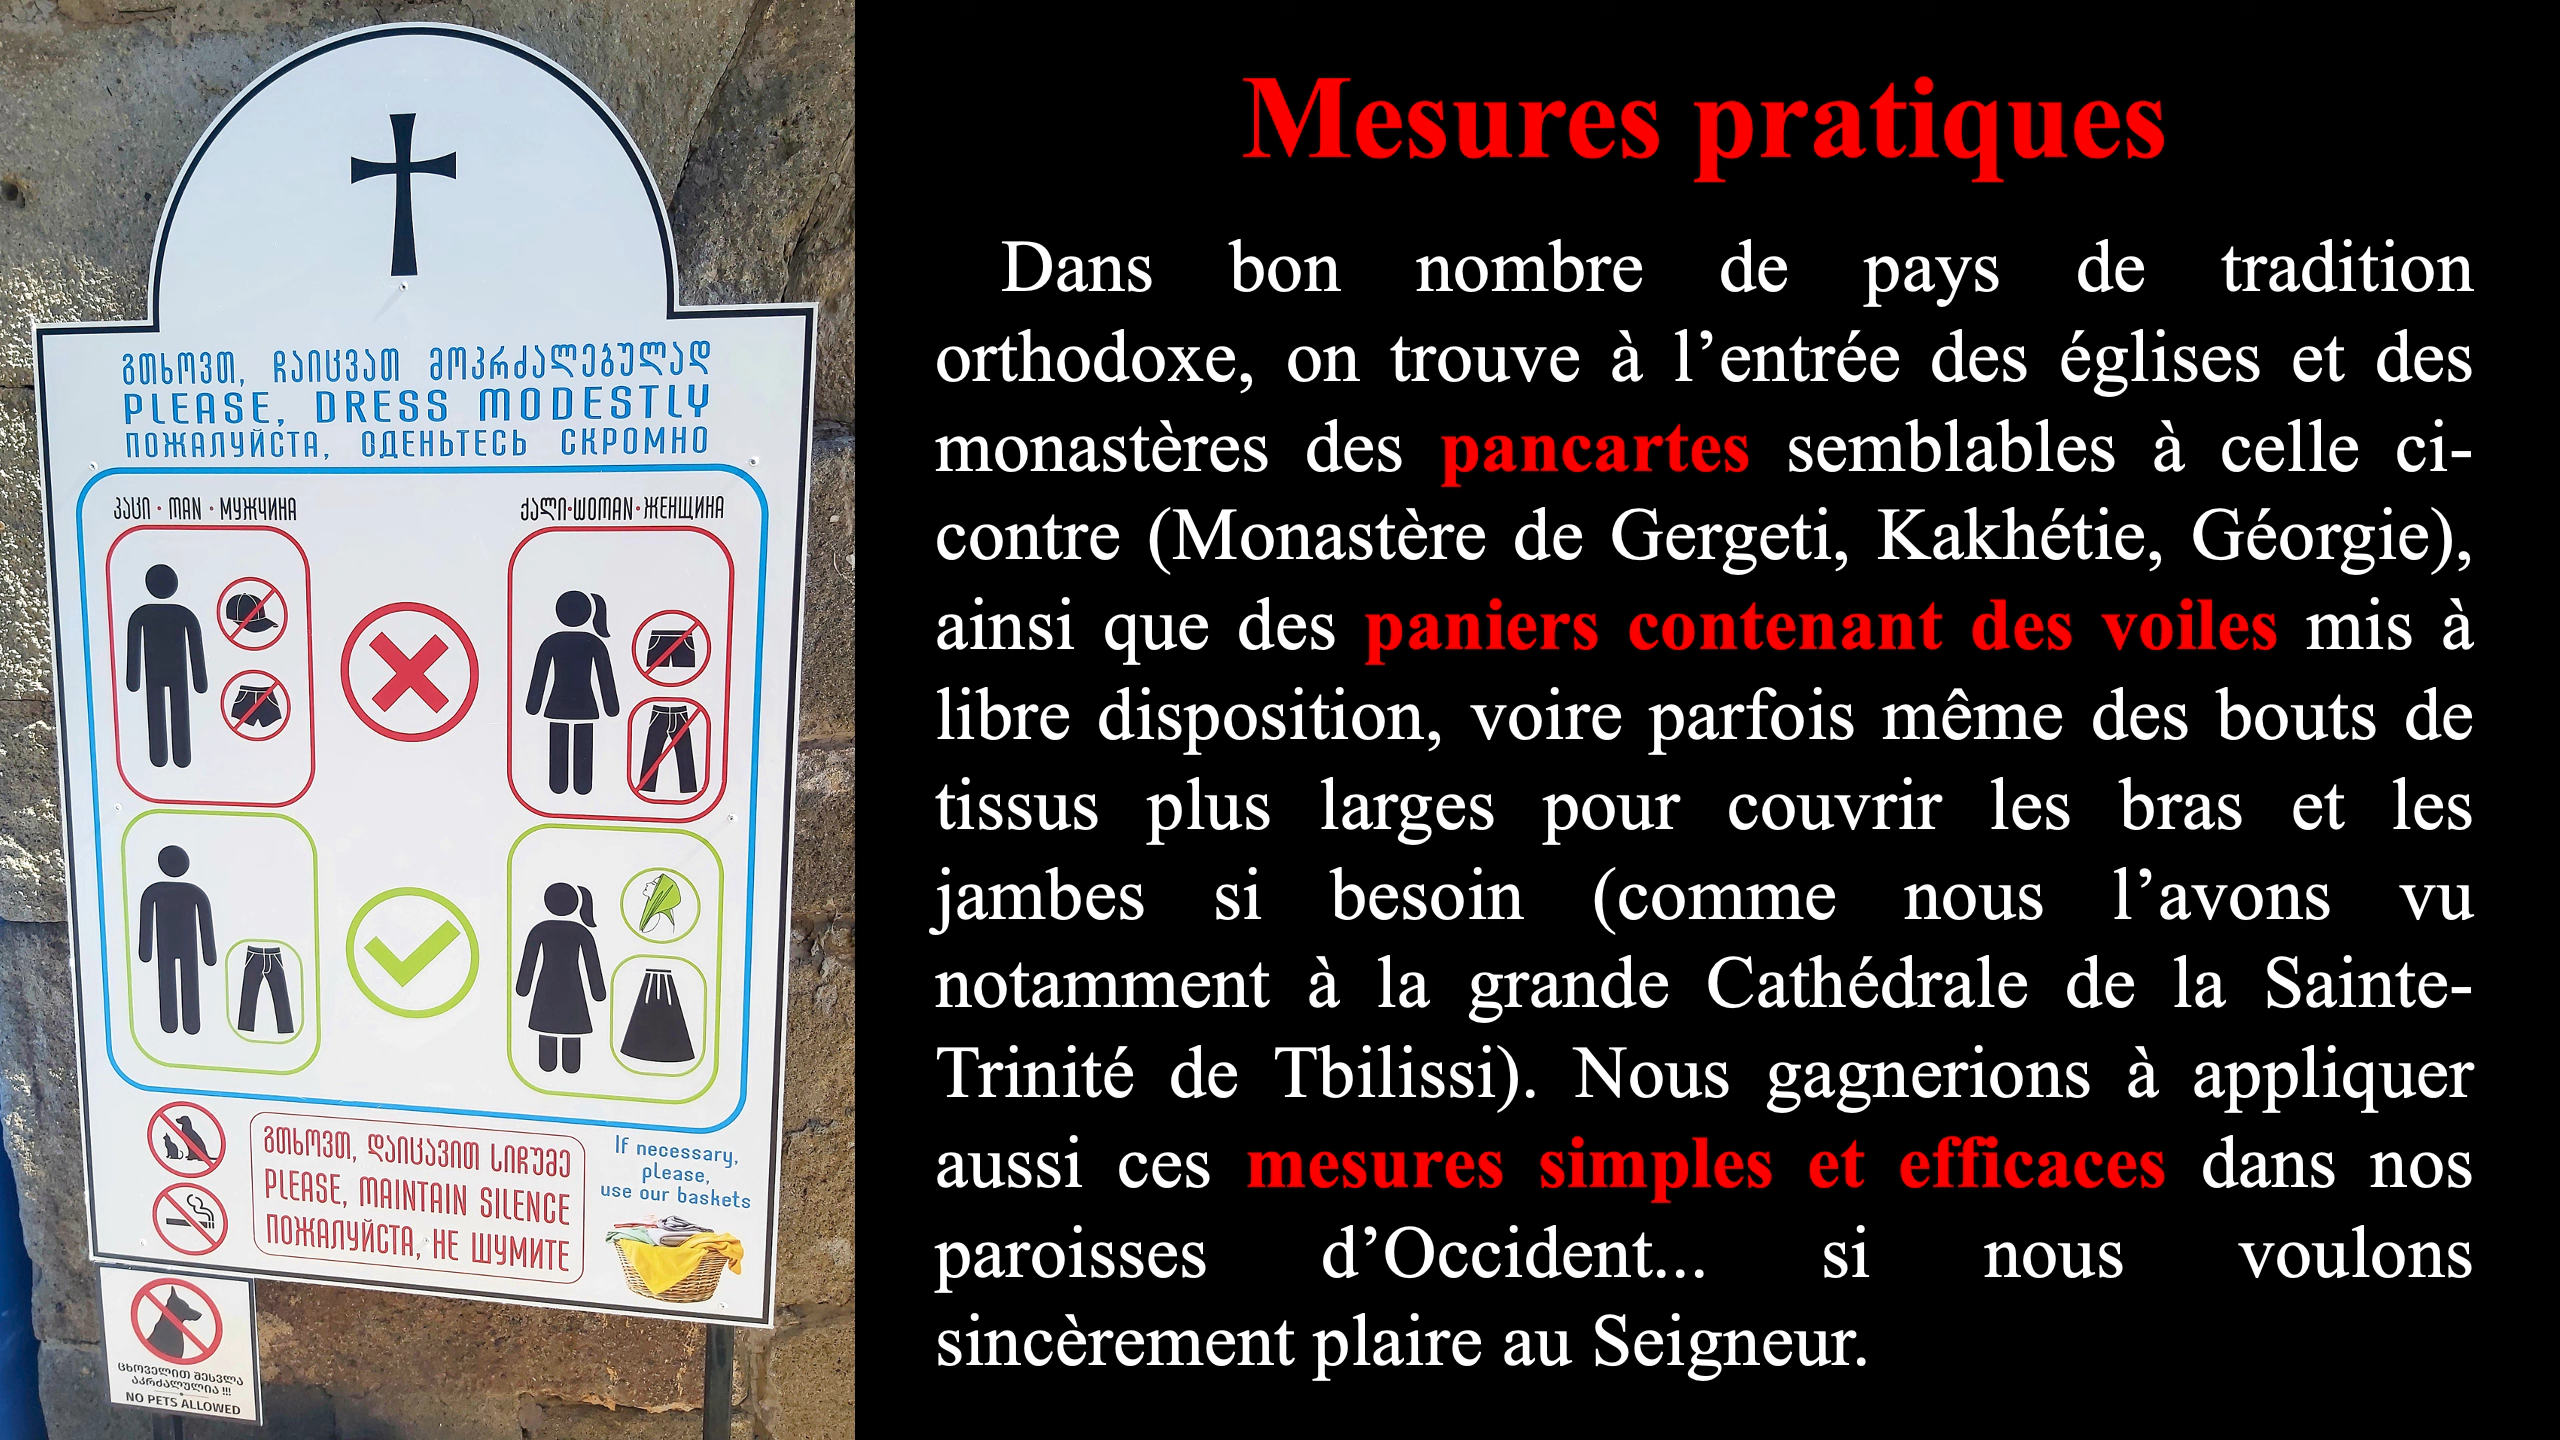 გთხოვთ, ჩაიცვათ მოკრძალებულად
PLEASE, DRESS MODESTLY
ПОЖАЛУЙСТА, ОДЕНЬТЕСЬ СКРОМНО
კაცი · MAN · МУЖЧИНА
ქალი · WOMAN · ЖЕНЩИНА
გთხოვთ, დაიცავით სიჩუმე
PLEASE, MAINTAIN SILENCE
ПОЖАЛУЙСТА, НЕ ШУМИТЕ
If necessary,
please,
use our baskets
ცხოველით შესვლა
აკრძალულია !!!
NO PETS ALLOWED
Mesures pratiques
Dans bon nombre de pays de tradition
orthodoxe, on trouve à l’entrée des églises et des
monastères des pancartes semblables à celle ci-
contre (Monastère de Gergeti, Kakhétie, Géorgie),
ainsi que des paniers contenant des voiles mis à
libre disposition, voire parfois même des bouts de
tissus plus larges pour couvrir les bras et les
jambes si besoin (comme nous l’avons vu
notamment à la grande Cathédrale de la Sainte-
Trinité de Tbilissi). Nous gagnerions à appliquer
aussi ces mesures simples et efficaces dans nos
paroisses d’Occident... si nous voulons
sincèrement plaire au Seigneur.